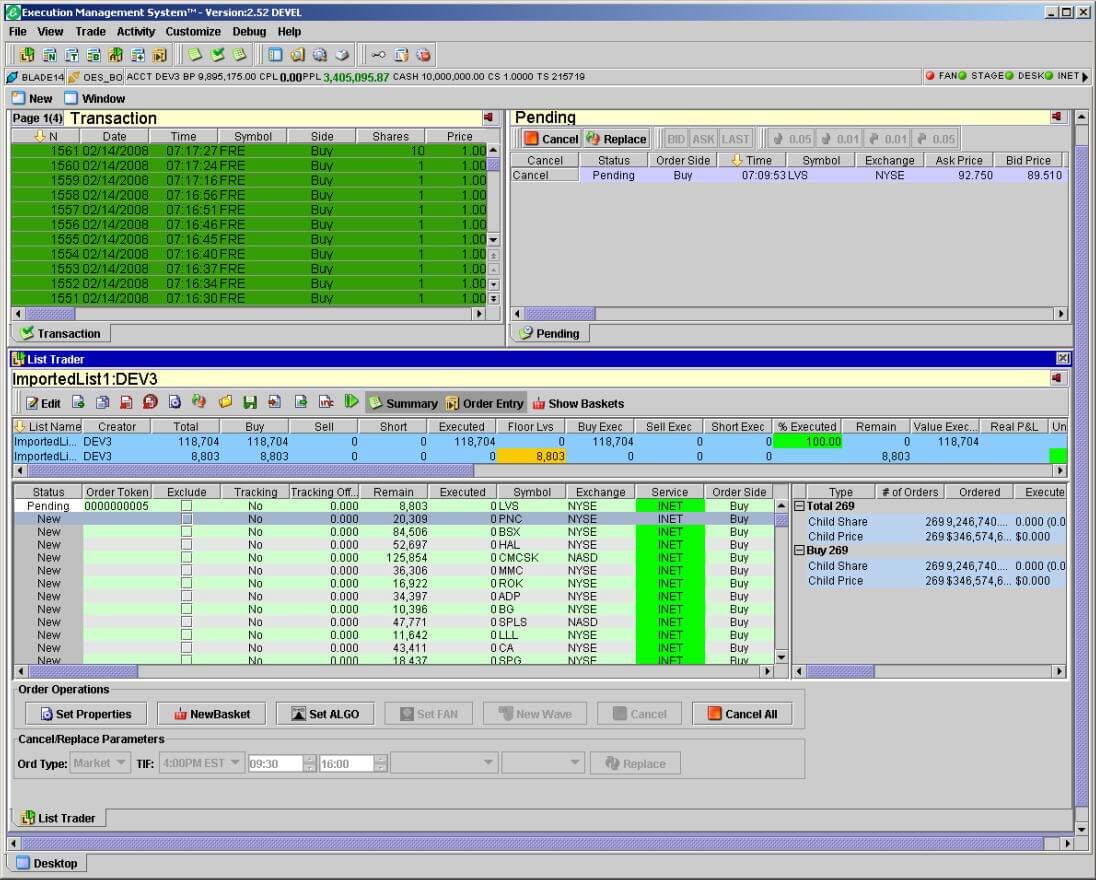 Execution Management System™ - Version:2.52 DEVEL
File View Trade Activity Customize Debug Help
BLADE14 OES_BO ACCT DEV3 BP 9,895,175.00 CPL 0.00 PPL 3,405,095.87 CASH 10,000,000.00 CS 1.0000 TS 215719 FAN STAGE DESK INET
New Window
Page 1(4) Transaction
N Date Time Symbol Side Shares Price
1561 02/14/2008 07:17:27 FRE Buy 10 1.00
1560 02/14/2008 07:17:24 FRE Buy 1 1.00
1559 02/14/2008 07:17:16 FRE Buy 1 1.00
1558 02/14/2008 07:16:56 FRE Buy 1 1.00
1557 02/14/2008 07:16:51 FRE Buy 1 1.00
1556 02/14/2008 07:16:46 FRE Buy 1 1.00
1555 02/14/2008 07:16:45 FRE Buy 1 1.00
1554 02/14/2008 07:16:40 FRE Buy 1 1.00
1553 02/14/2008 07:16:37 FRE Buy 1 1.00
1552 02/14/2008 07:16:34 FRE Buy 1 1.00
1551 02/14/2008 07:16:30 FRE Buy 1 1.00
Transaction
Pending
Cancel Replace BID ASK LAST 0.05 0.01 0.01 0.05
Cancel Status Order Side Time Symbol Exchange Ask Price Bid Price
Cancel Pending Buy 07:09:53 LVS NYSE 92.750 89.510
Pending
List Trader
ImportedList1:DEV3
Edit inc Summary Order Entry Show Baskets
List Name Creator Total Buy Sell Short Executed Floor Lvs Buy Exec Sell Exec Short Exec % Executed Remain Value Exec... Real P&L Un
ImportedLi... DEV3 118,704 118,704 0 0 118,704 0 118,704 0 0 100.00 0 118,704
ImportedLi... DEV3 8,803 8,803 0 0 0 8,803 0 0 0 8,803
Status Order Token Exclude Tracking Tracking Off... Remain Executed Symbol Exchange Service Order Side
Pending 0000000005 No 0.000 8,803 0 LVS NYSE INET Buy
New No 0.000 20,309 0 PNC NYSE INET Buy
New No 0.000 84,506 0 BSX NYSE INET Buy
New No 0.000 52,697 0 HAL NYSE INET Buy
New No 0.000 125,854 0 CMCSK NASD INET Buy
New No 0.000 36,306 0 MMC NYSE INET Buy
New No 0.000 16,922 0 ROK NYSE INET Buy
New No 0.000 34,397 0 ADP NYSE INET Buy
New No 0.000 10,396 0 BG NYSE INET Buy
New No 0.000 47,771 0 SPLS NASD INET Buy
New No 0.000 11,642 0 LLL NYSE INET Buy
New No 0.000 43,411 0 CA NYSE INET Buy
New No 0.000 18,437 0 SPG NYSE INET Buy
Type # of Orders Ordered Execute
Total 269
Child Share 269 9,246,740.... 0.000 (0.0
Child Price 269 $346,574,6... $0.000
Buy 269
Child Share 269 9,246,740.... 0.000 (0.0
Child Price 269 $346,574,6... $0.000
Order Operations
Set Properties NewBasket Set ALGO Set FAN New Wave Cancel Cancel All
Cancel/Replace Parameters
Ord Type: Market TIF: 4:00PM EST 09:30 16:00 Replace
List Trader
Desktop